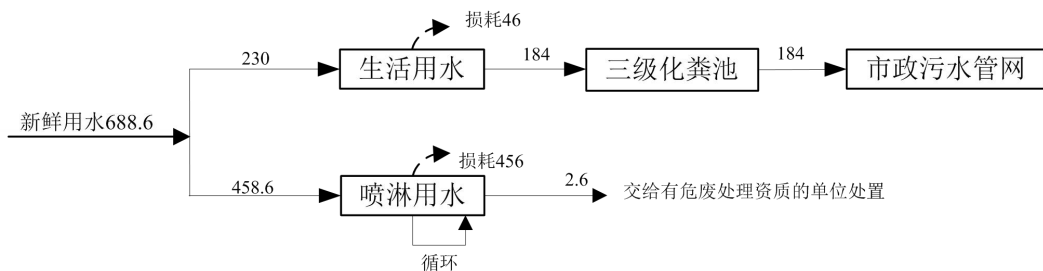 损耗46
230
生活用水
184
三级化粪池
184
市政污水管网
新鲜用水688.6
损耗456
458.6
喷淋用水
2.6
交给有危废处理资质的单位处置
循环